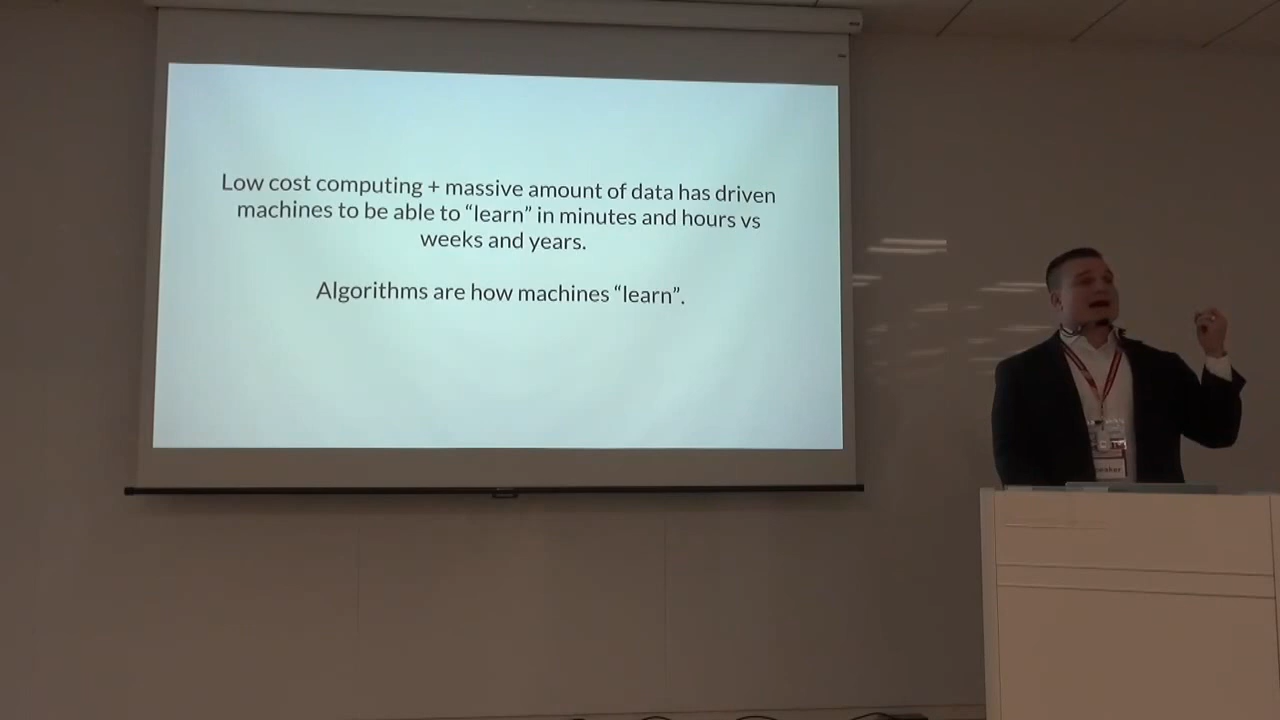 Low cost computing + massive amount of data has driven
machines to be able to “learn” in minutes and hours vs
weeks and years.
Algorithms are how machines “learn”.